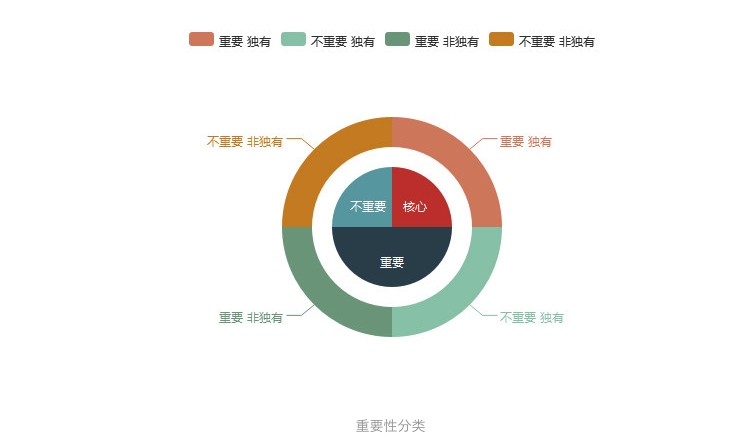 重要 独有 不重要 独有 重要 非独有 不重要 非独有
不重要 非独有
重要 独有
不重要
核心
重要
重要 非独有
不重要 独有
重要性分类